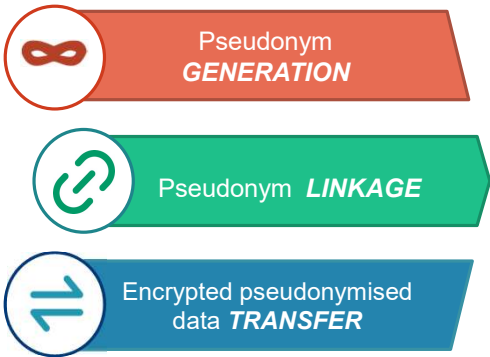 Pseudonym
GENERATION
Pseudonym LINKAGE
Encrypted pseudonymised
data TRANSFER